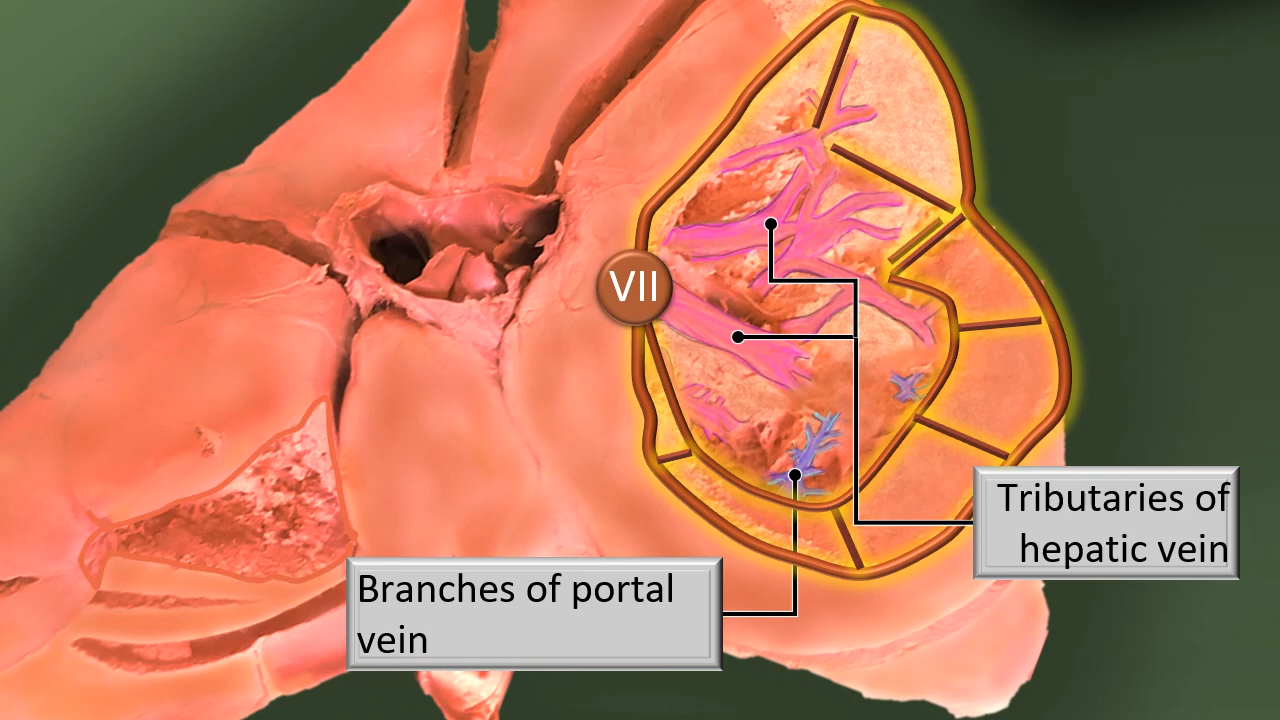 VII
Tributaries of
hepatic vein
Branches of portal
vein